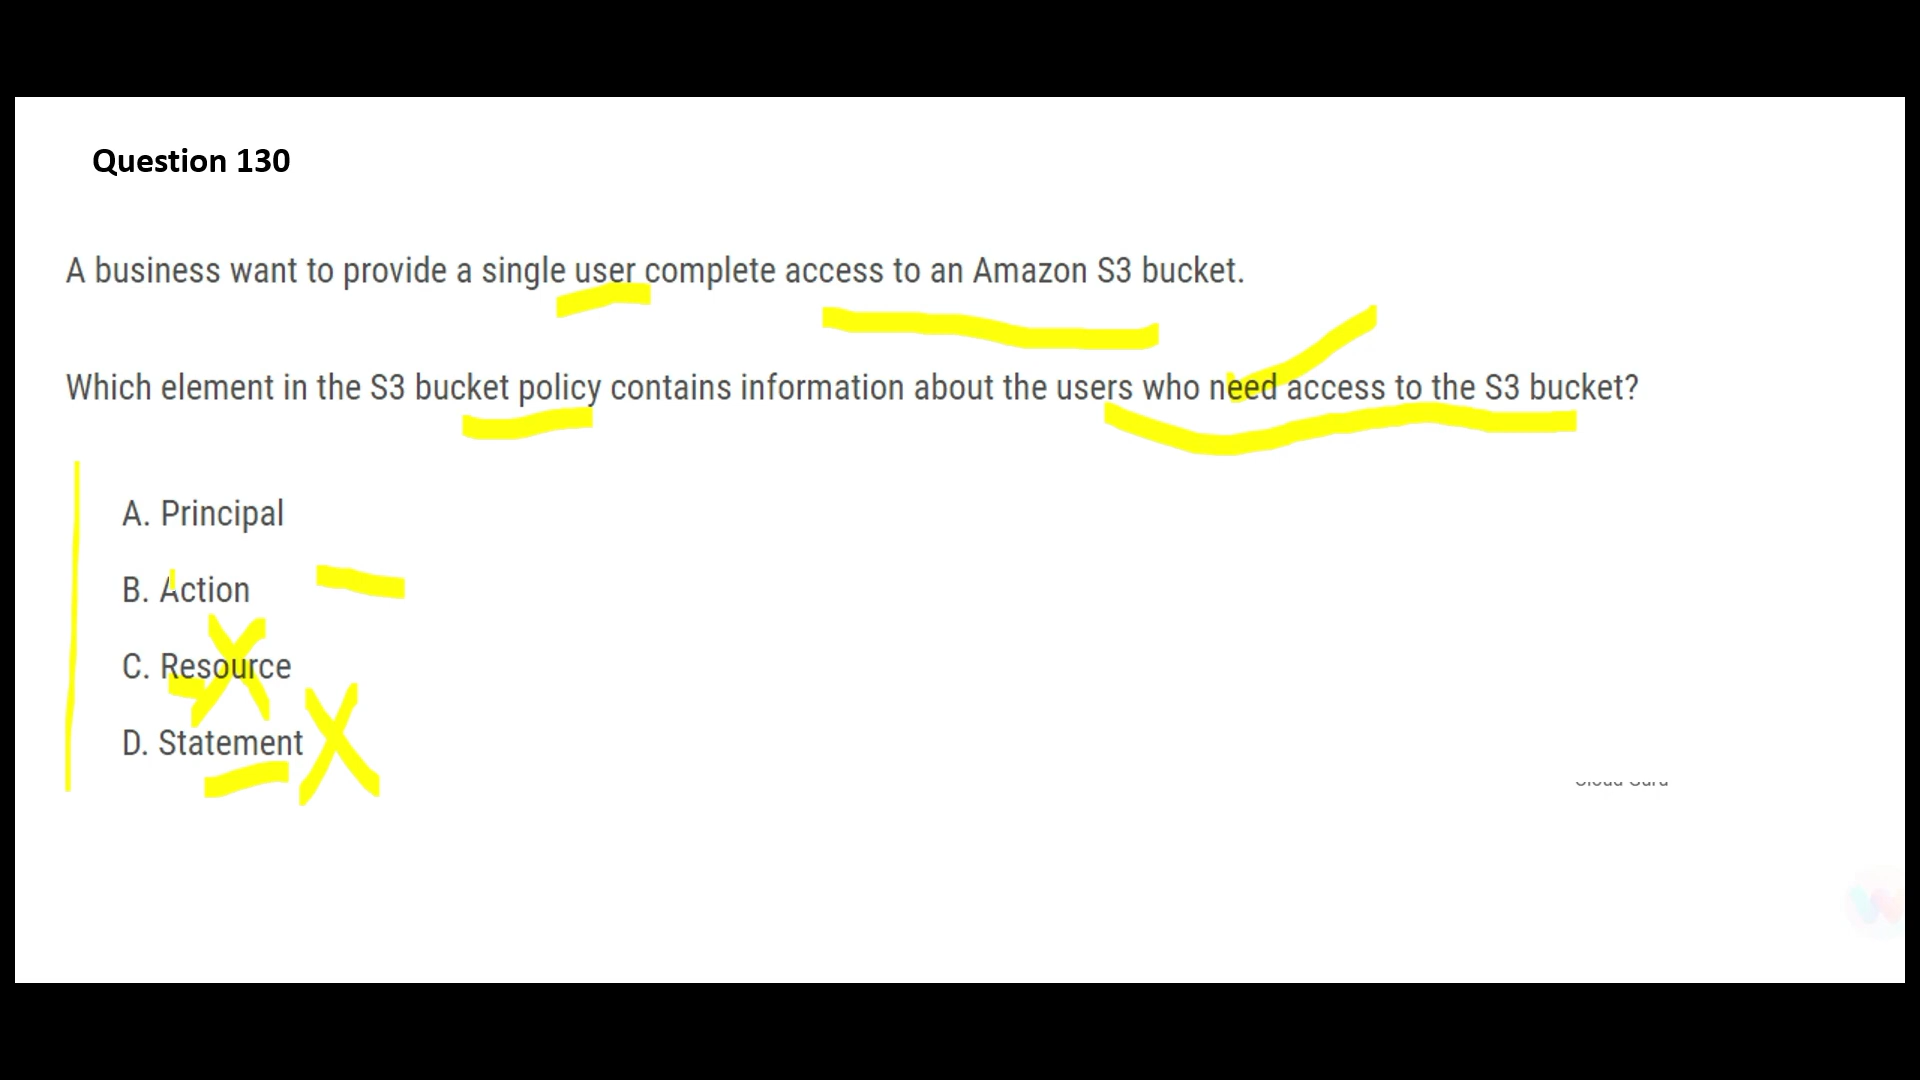 Question 130
A business want to provide a single user complete access to an Amazon S3 bucket.
Which element in the S3 bucket policy contains information about the users who need access to the S3 bucket?
A. Principal
B. Action
C. Resource
D. Statement